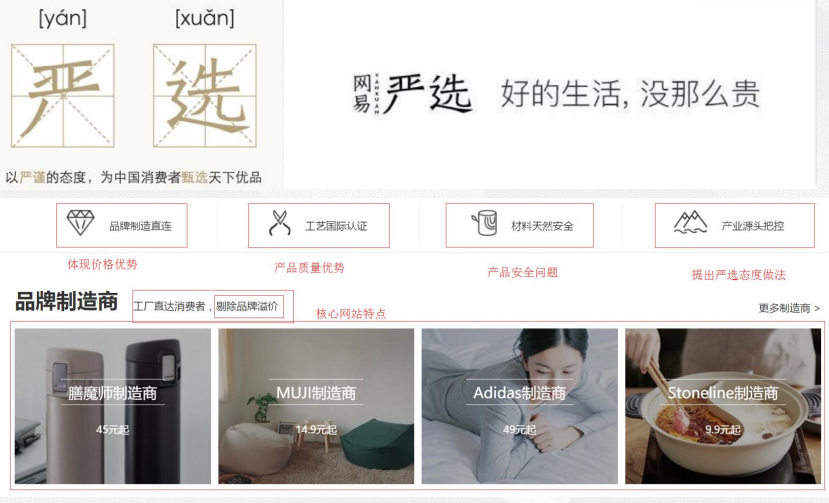 [yán]
[xuǎn]
严
选
以严谨的态度，为中国消费者甄选天下优品
网易
YANXUAN
严选
好的生活，没那么贵
品牌制造直连
工艺国际认证
材料天然安全
产业源头把控
体现价格优势
产品质量优势
产品安全问题
提出严选态度做法
品牌制造商
工厂直达消费者，剔除品牌溢价
核心网站特点
更多制造商 >
膳魔师制造商
45元起
MUJI制造商
14.9元起
Adidas制造商
49元起
Stoneline制造商
9.9元起